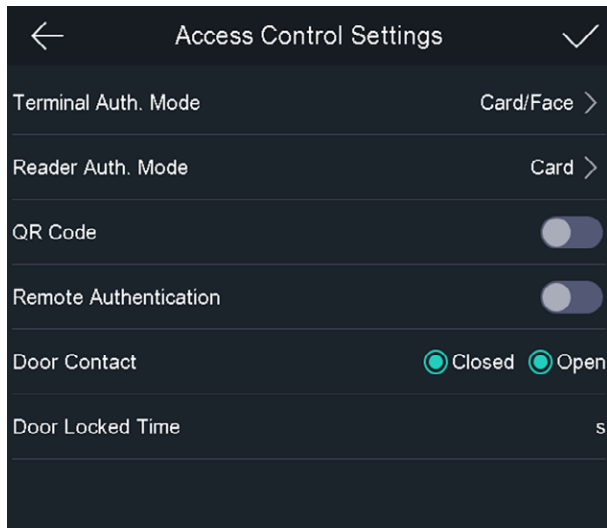 Access Control Settings
Terminal Auth. Mode Card/Face
Reader Auth. Mode Card
QR Code
Remote Authentication
Door Contact Closed Open
Door Locked Time s